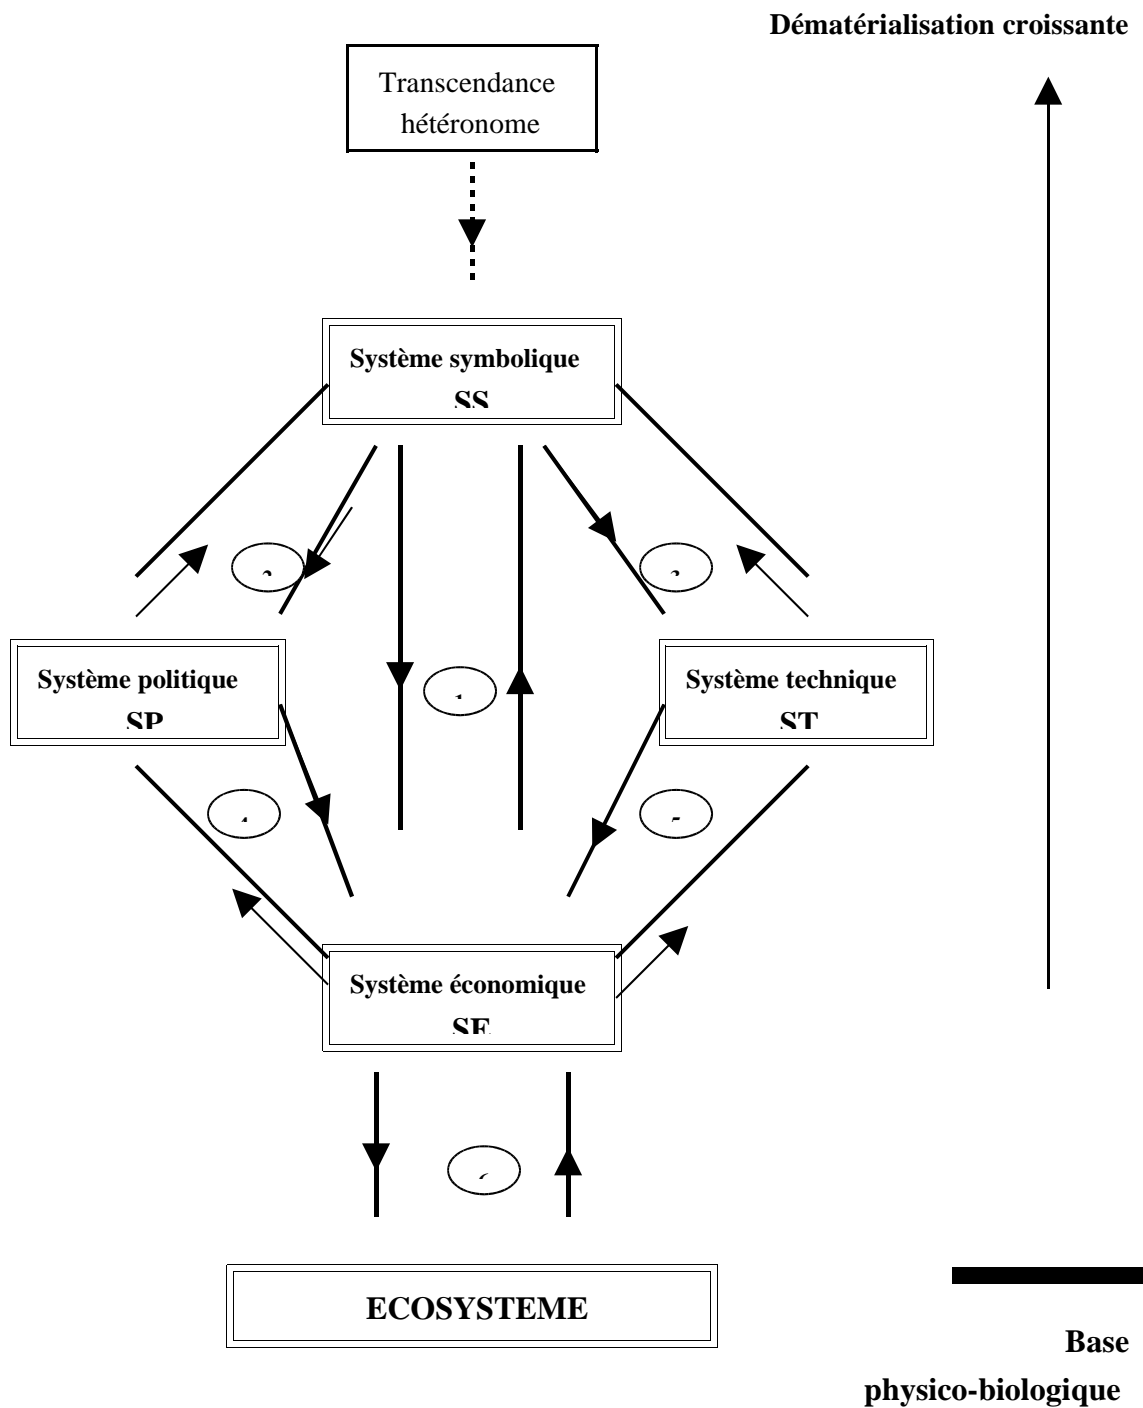 Dématérialisation croissante
Transcendance
hétéronome
Système symbolique
SS
Système politique
SP
Système technique
ST
Système économique
SE
ECOSYSTEME
Base
physico-biologique